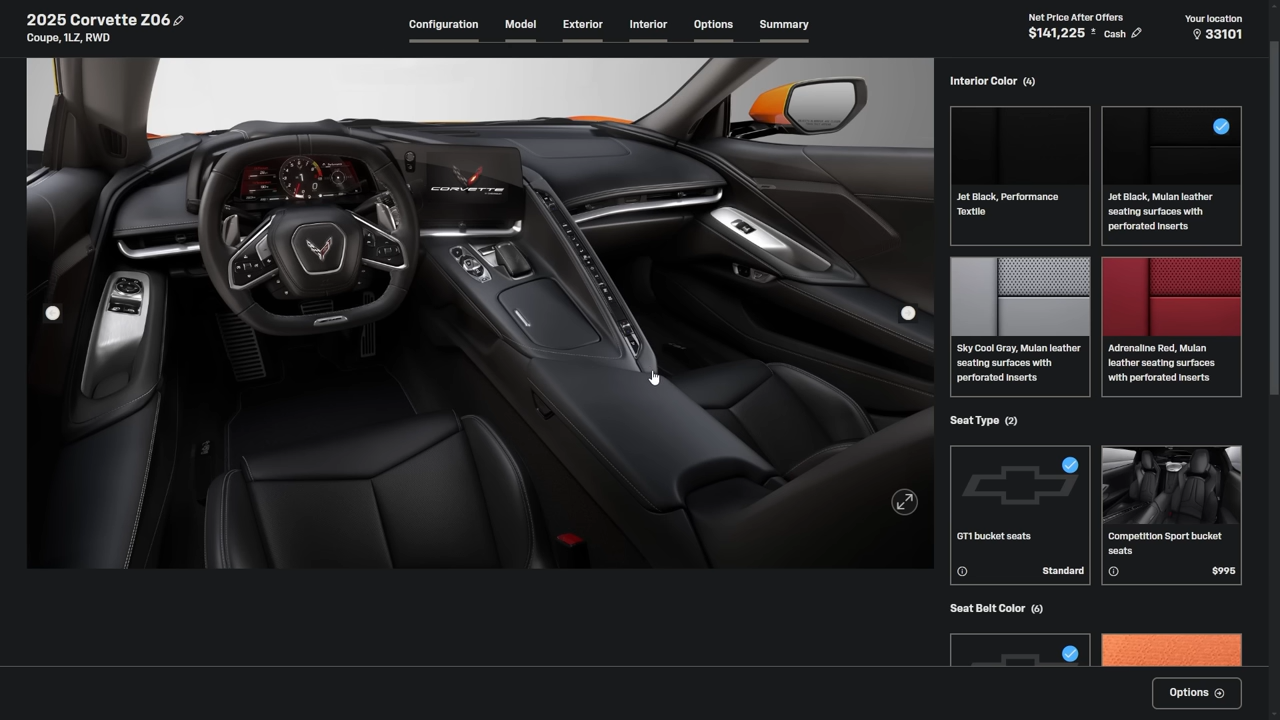 2025 Corvette Z06
Coupe, 1LZ, RWD
Configuration
Model
Exterior
Interior
Options
Summary
Net Price After Offers
$141,225 * Cash
Your location
33101
CORVETTE
Interior Color (4)
Jet Black, Performance
Textile
Jet Black, Mulan leather
seating surfaces with
perforated inserts
Sky Cool Gray, Mulan leather
seating surfaces with
perforated inserts
Adrenaline Red, Mulan
leather seating surfaces
with perforated inserts
Seat Type (2)
GT1 bucket seats
Standard
Competition Sport bucket
seats
$995
Seat Belt Color (6)
Options